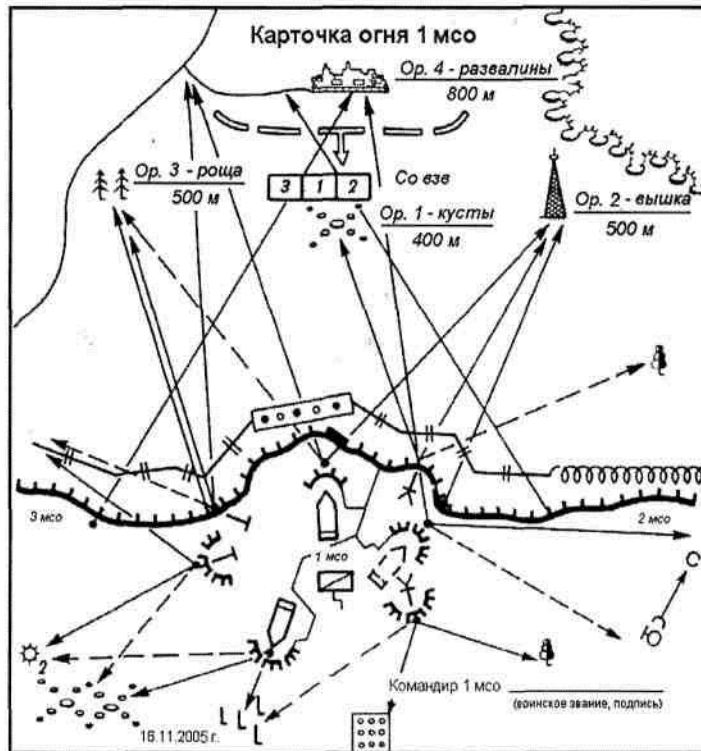 Карточка огня 1 мсо
Ор. 4 - развалины
800 м
Ор. 3 - роща
500 м
3 1 2
Со взв
Ор. 1 - кусты
400 м
Ор. 2 - вышка
500 м
3 мсо
1 мсо
2 мсо
2
Командир 1 мсо
(воинское звание, подпись)
16.11.2005 г.